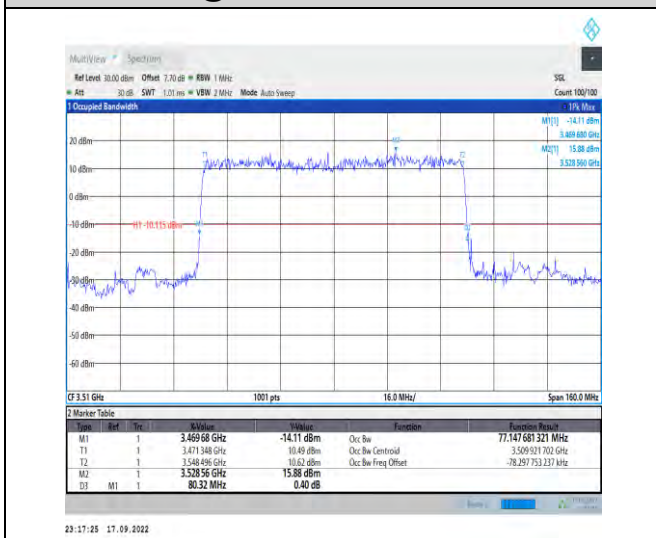 MultiView Spectrum
Ref Level 30.00 dBm Offset 7.70 dB RBW 1 MHz SGL
Att 30 dB SWT 1.01 ms VBW 2 MHz Mode Auto Sweep Count 100/100
1 Occupied Bandwidth 1Pk Max
M1[1] -14.11 dBm
3.469 680 GHz
20 dBm
M2[1] 15.88 dBm
3.528 560 GHz
T1
M2
T2
10 dBm
0 dBm
-10 dBm
H1 -10.115 dBm
M1
D3
-20 dBm
-30 dBm
-40 dBm
-50 dBm
-60 dBm
CF 3.51 GHz 1001 pts 16.0 MHz/ Span 160.0 MHz
2 Marker Table
Type Ref Trc X-Value Y-Value Function Function Result
M1 1 3.469 68 GHz -14.11 dBm Occ Bw 77.147 681 321 MHz
T1 1 3.471 348 GHz 10.49 dBm Occ Bw Centroid 3.509 921 702 GHz
T2 1 3.548 496 GHz 10.62 dBm Occ Bw Freq Offset -78.297 753 237 kHz
M2 1 3.528 56 GHz 15.88 dBm
D3 M1 1 80.32 MHz 0.40 dB
23:17:25 17.09.2022